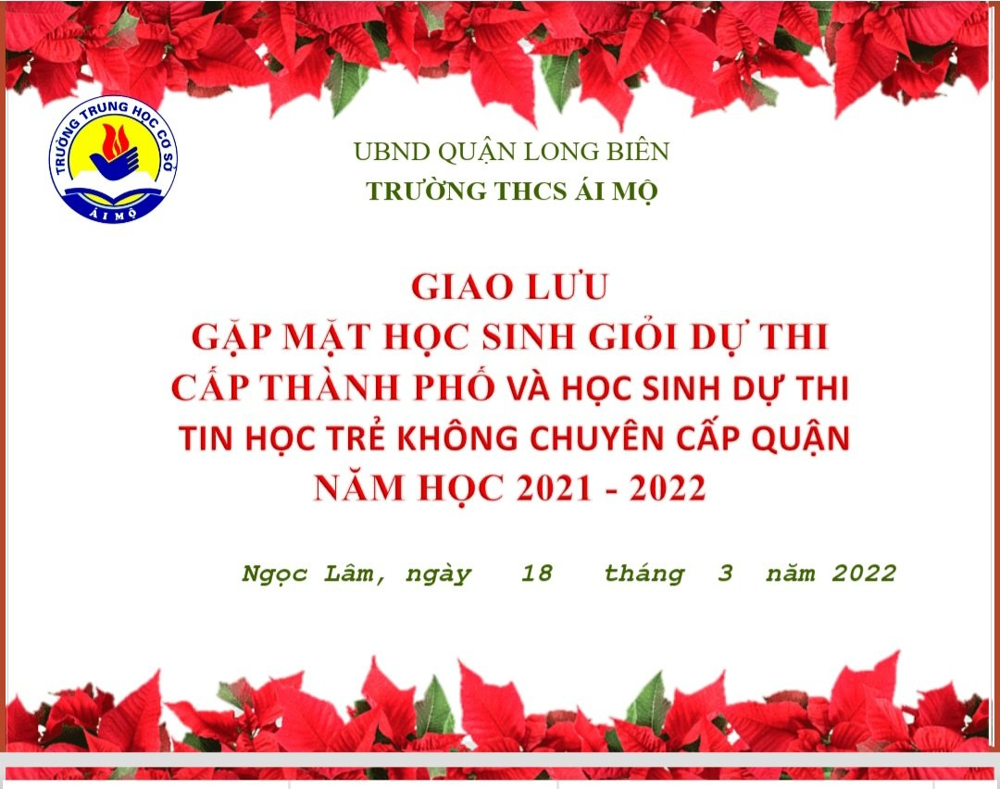 TRƯỜNG TRUNG HỌC CƠ SỞ
ÁI MỘ
UBND QUẬN LONG BIÊN
TRƯỜNG THCS ÁI MỘ
GIAO LƯU
GẶP MẶT HỌC SINH GIỎI DỰ THI
CẤP THÀNH PHỐ VÀ HỌC SINH DỰ THI
TIN HỌC TRẺ KHÔNG CHUYÊN CẤP QUẬN
NĂM HỌC 2021 - 2022
Ngọc Lâm, ngày 18 tháng 3 năm 2022